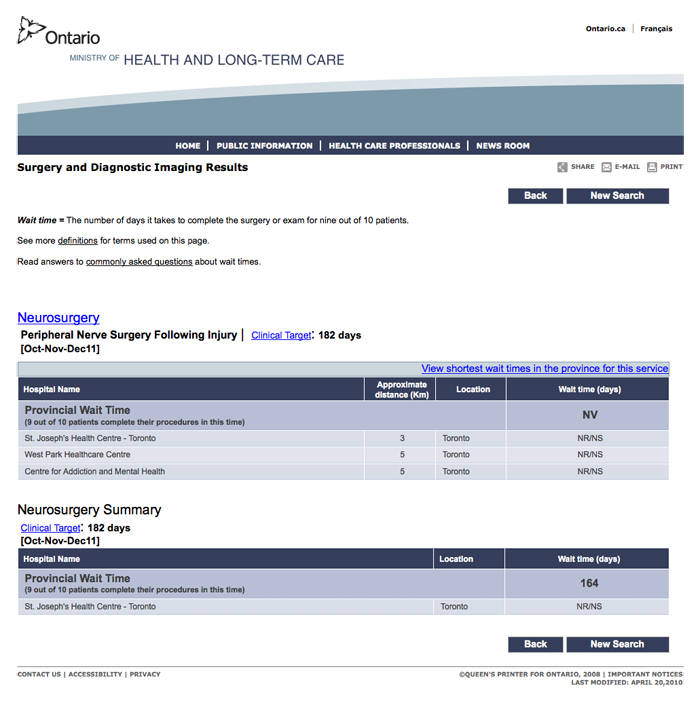 Ontario
Ontario.ca | Français
MINISTRY OF HEALTH AND LONG-TERM CARE
HOME | PUBLIC INFORMATION | HEALTH CARE PROFESSIONALS | NEWS ROOM
Surgery and Diagnostic Imaging Results
SHARE E-MAIL PRINT
Back New Search
Wait time = The number of days it takes to complete the surgery or exam for nine out of 10 patients.
See more definitions for terms used on this page.
Read answers to commonly asked questions about wait times.
Neurosurgery
Peripheral Nerve Surgery Following Injury | Clinical Target: 182 days
[Oct-Nov-Dec11]
View shortest wait times in the province for this service
Hospital Name Approximate distance (Km) Location Wait time (days)
Provincial Wait Time NV
(9 out of 10 patients complete their procedures in this time)
St. Joseph's Health Centre - Toronto 3 Toronto NR/NS
West Park Healthcare Centre 5 Toronto NR/NS
Centre for Addiction and Mental Health 5 Toronto NR/NS
Neurosurgery Summary
Clinical Target: 182 days
[Oct-Nov-Dec11]
Hospital Name Location Wait time (days)
Provincial Wait Time 164
(9 out of 10 patients complete their procedures in this time)
St. Joseph's Health Centre - Toronto Toronto NR/NS
Back New Search
CONTACT US | ACCESSIBILITY | PRIVACY ©QUEEN'S PRINTER FOR ONTARIO, 2008 | IMPORTANT NOTICES
LAST MODIFIED: APRIL 20,2010